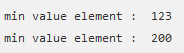 min value element :  123
min value element :  200